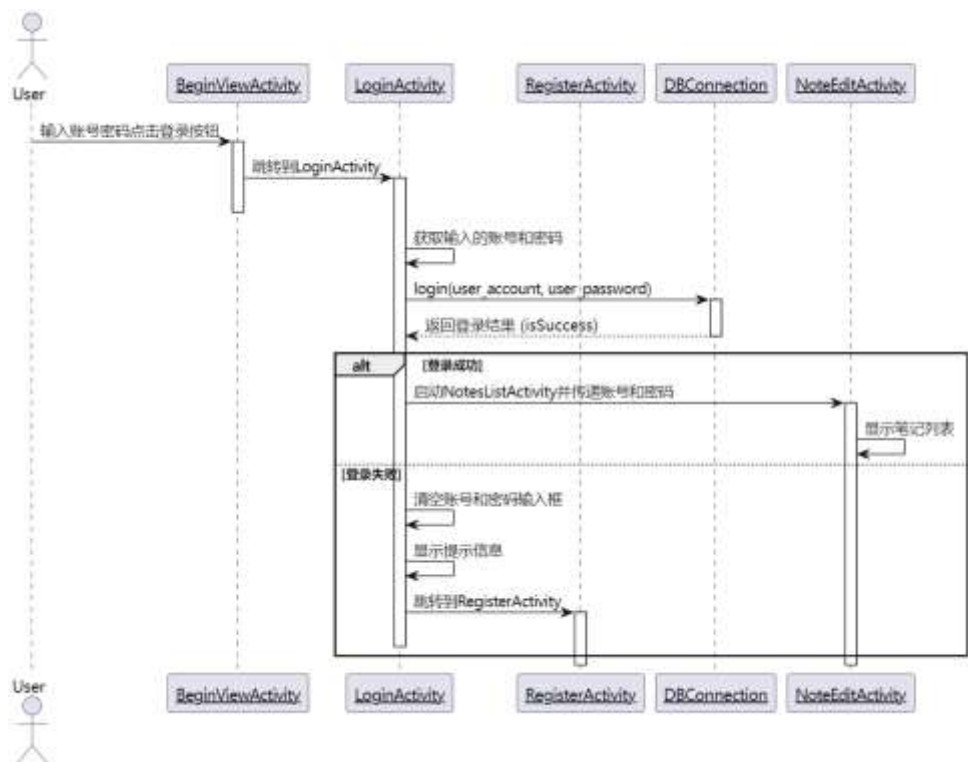 User
BeginViewActivity
LoginActivity
RegisterActivity
DBConnection
NoteEditActivity
输入账号密码点击登录按钮
跳转到LoginActivity
获取输入的账号和密码
login(user_account, user_password)
返回登录结果 (isSuccess)
alt
[登录成功]
启动NotesListActivity并传递账号和密码
显示笔记列表
[登录失败]
清空账号和密码输入框
显示提示信息
跳转到RegisterActivity
User
BeginViewActivity
LoginActivity
RegisterActivity
DBConnection
NoteEditActivity